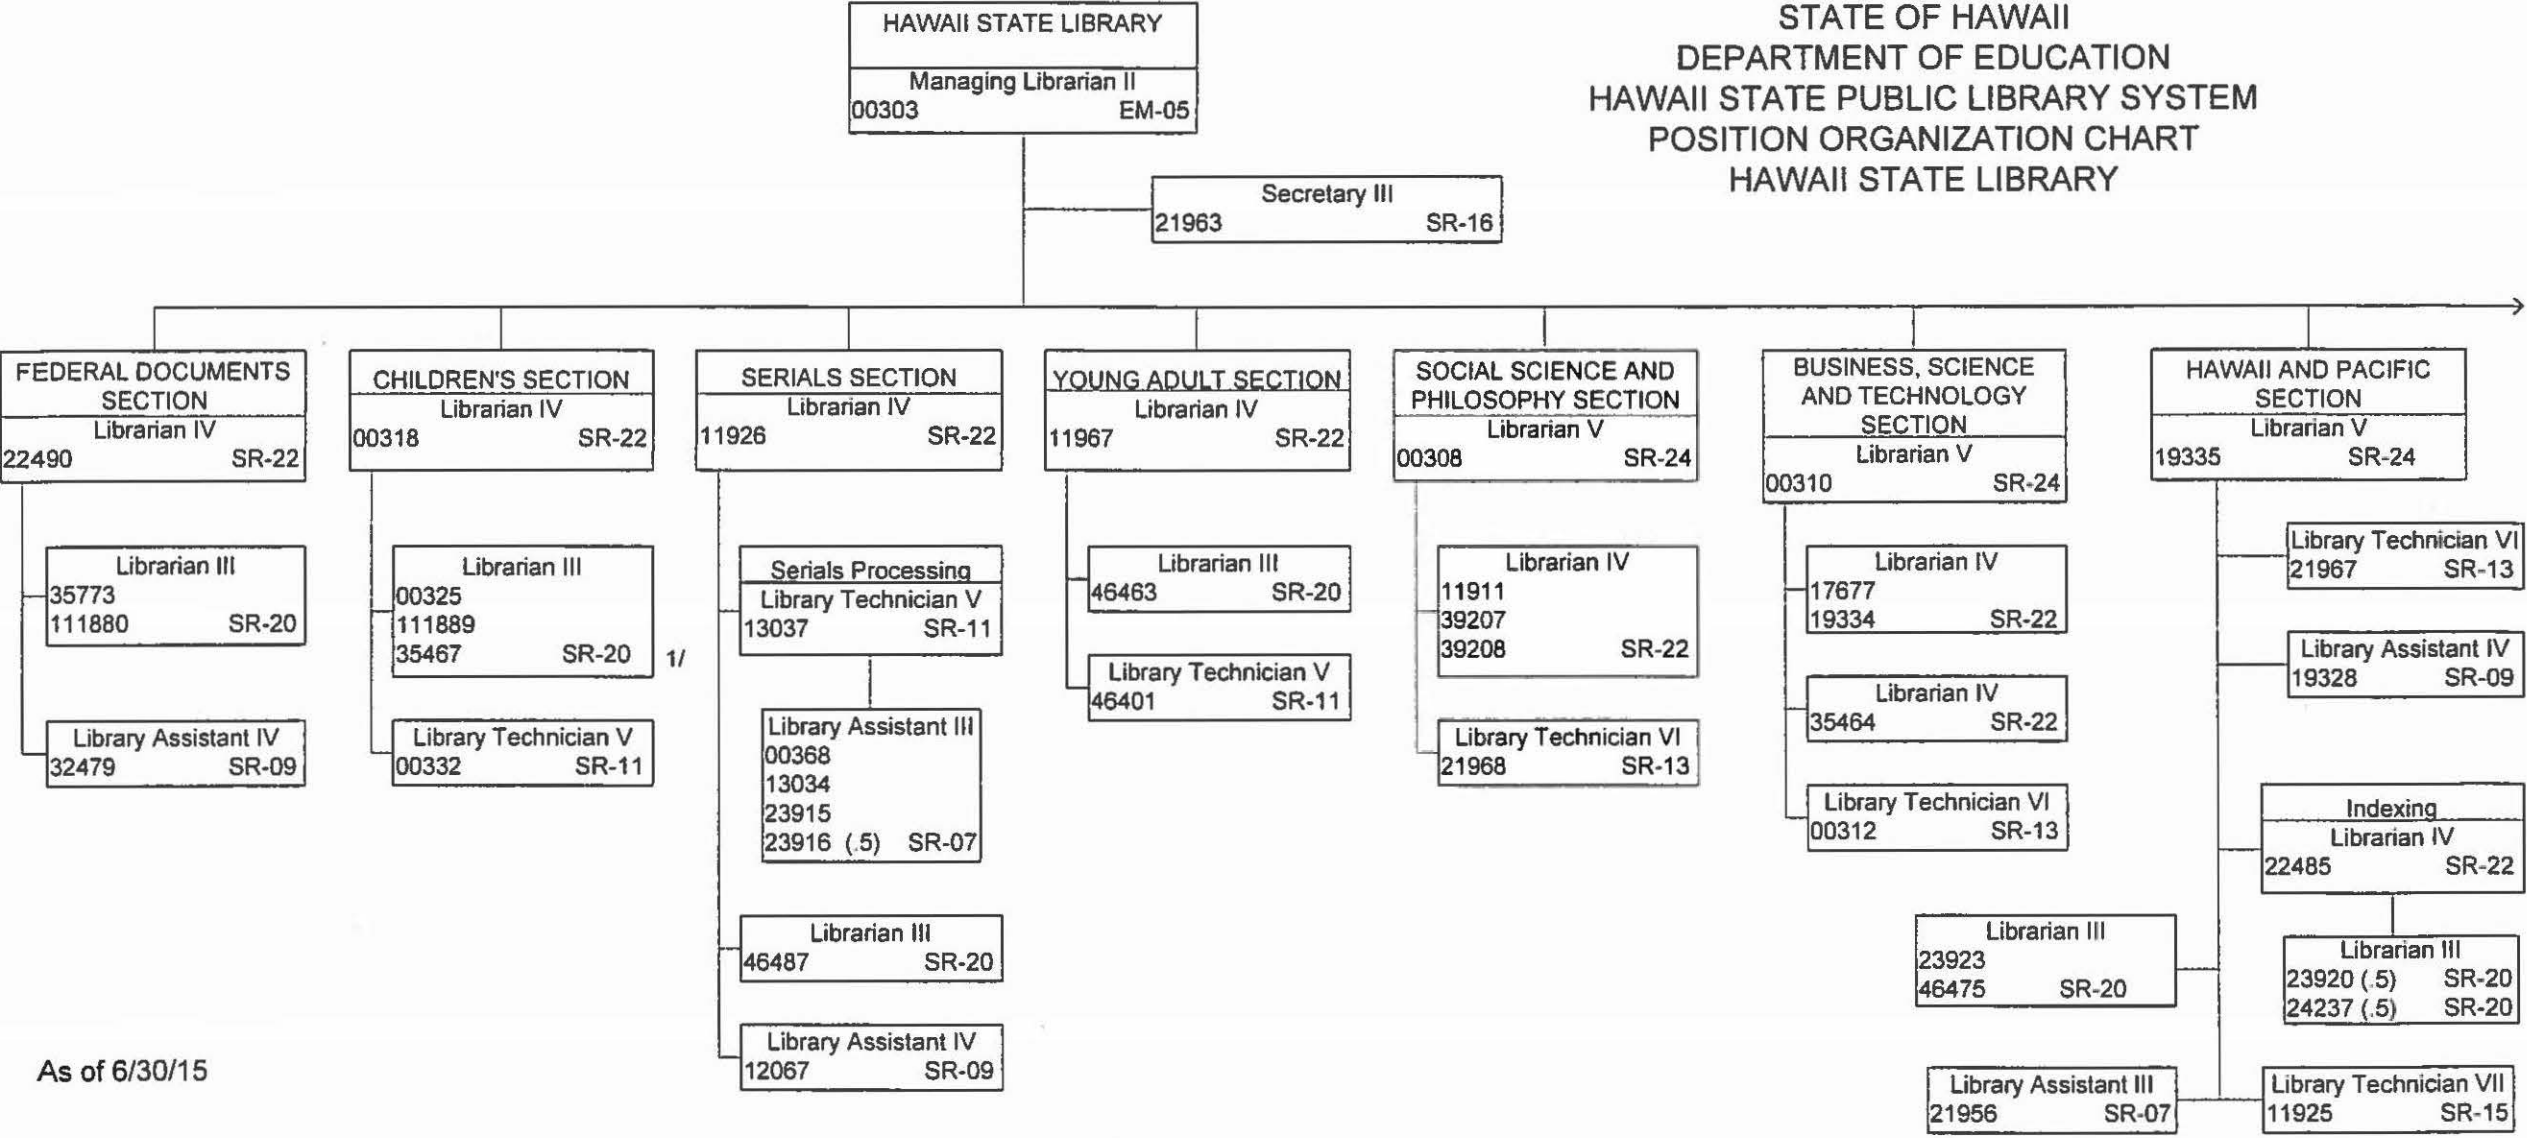 HAWAII STATE LIBRARY
Managing Librarian II
00303 EM-05
STATE OF HAWAII
DEPARTMENT OF EDUCATION
HAWAII STATE PUBLIC LIBRARY SYSTEM
POSITION ORGANIZATION CHART
HAWAII STATE LIBRARY
Secretary III
21963 SR-16
FEDERAL DOCUMENTS
SECTION
Librarian IV
22490 SR-22
Librarian III
35773
111880 SR-20
Library Assistant IV
32479 SR-09
CHILDREN'S SECTION
Librarian IV
00318 SR-22
Librarian III
00325
111889
35467 SR-20 1/
Library Technician V
00332 SR-11
SERIALS SECTION
Librarian IV
11926 SR-22
Serials Processing
Library Technician V
13037 SR-11
Library Assistant III
00368
13034
23915
23916 (.5) SR-07
Librarian III
46487 SR-20
Library Assistant IV
12067 SR-09
YOUNG ADULT SECTION
Librarian IV
11967 SR-22
Librarian III
46463 SR-20
Library Technician V
46401 SR-11
SOCIAL SCIENCE AND
PHILOSOPHY SECTION
Librarian V
00308 SR-24
Librarian IV
11911
39207
39208 SR-22
Library Technician VI
21968 SR-13
BUSINESS, SCIENCE
AND TECHNOLOGY
SECTION
Librarian V
00310 SR-24
Librarian IV
17677
19334 SR-22
Librarian IV
35464 SR-22
Library Technician VI
00312 SR-13
HAWAII AND PACIFIC
SECTION
Librarian V
19335 SR-24
Library Technician VI
21967 SR-13
Library Assistant IV
19328 SR-09
Indexing
Librarian IV
22485 SR-22
Librarian III
23920 (.5) SR-20
24237 (.5) SR-20
Librarian III
23923
46475 SR-20
Library Assistant III
21956 SR-07
Library Technician VII
11925 SR-15
As of 6/30/15